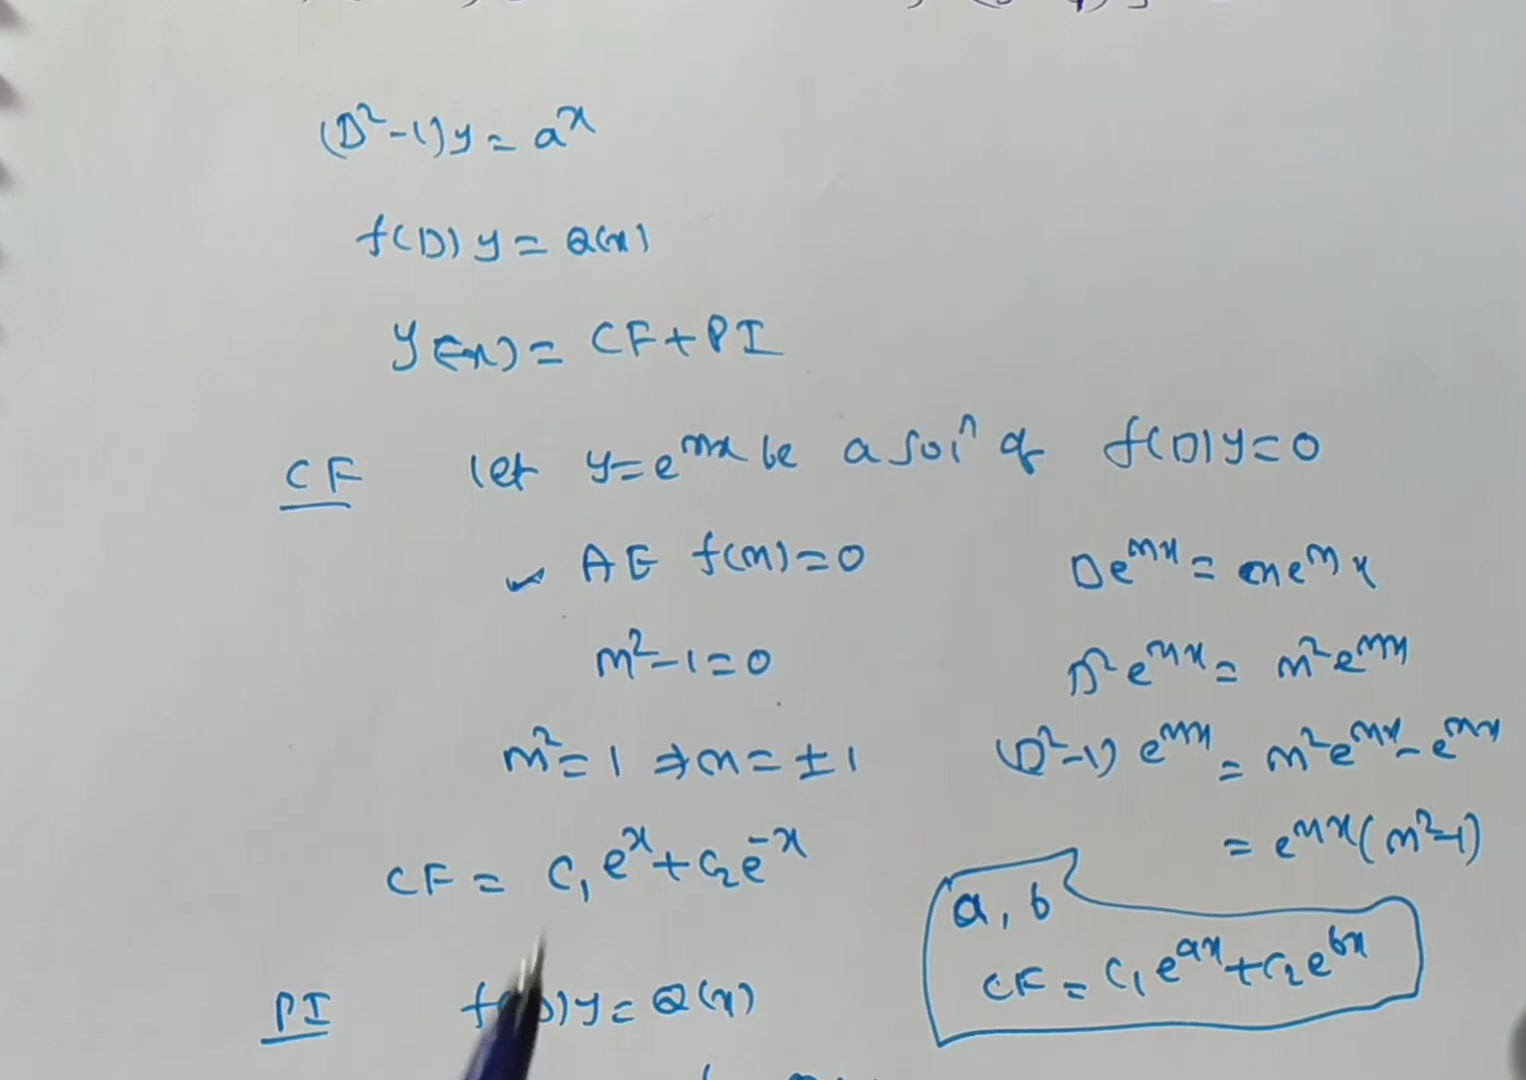 (D²-1)y = aˣ
f(D) y = Q(x)
y(x) = CF + PI
CF let y=e^{mx} be a solⁿ of f(D)y=0
AE f(m)=0
m²-1=0
m²=1 ⇒ m=±1
CF = C₁eˣ+C₂e⁻ˣ
De^{mx} = me^{mx}
D²e^{mx} = m²e^{mx}
(D²-1) e^{mx} = m²e^{mx} - e^{mx}
= e^{mx}(m²-1)
a, b
CF = C₁e^{ax}+C₂e^{bx}
PI f(D)y = Q(x)